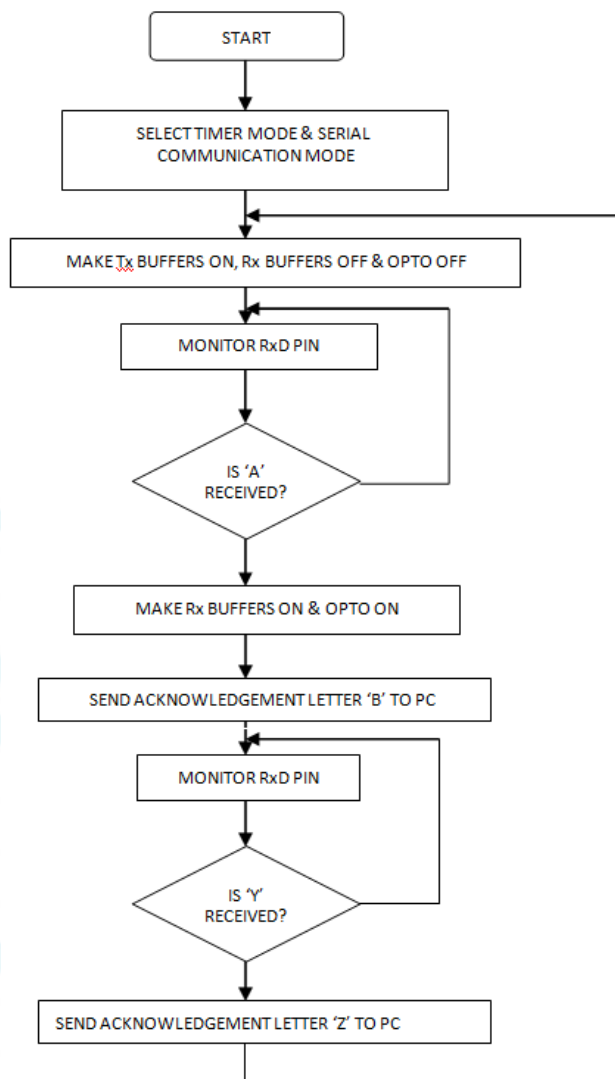 START
SELECT TIMER MODE & SERIAL
COMMUNICATION MODE
MAKE Tx BUFFERS ON, Rx BUFFERS OFF & OPTO OFF
MONITOR RxD PIN
IS ‘A’
RECEIVED?
MAKE Rx BUFFERS ON & OPTO ON
SEND ACKNOWLEDGEMENT LETTER ‘B’ TO PC
MONITOR RxD PIN
IS ‘Y’
RECEIVED?
SEND ACKNOWLEDGEMENT LETTER ‘Z’ TO PC